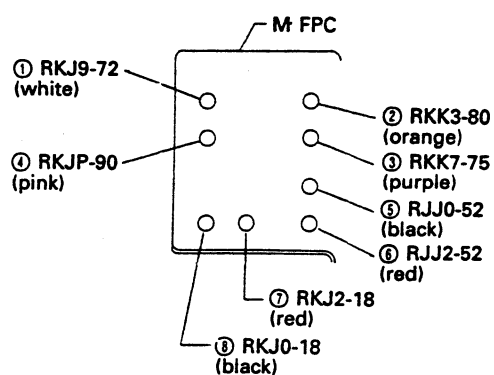 M FPC
① RKJ9-72
(white)
② RKK3-80
(orange)
④ RKJP-90
(pink)
③ RKK7-75
(purple)
⑤ RJJ0-52
(black)
⑥ RJJ2-52
(red)
⑦ RKJ2-18
(red)
⑧ RKJ0-18
(black)